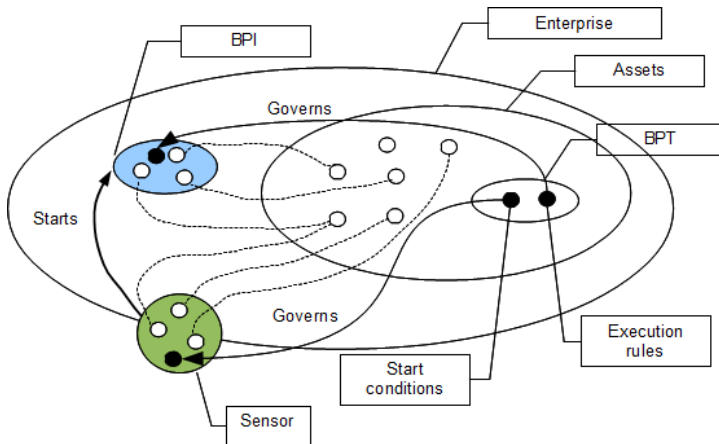 Enterprise
BPI
Assets
Governs
BPT
Starts
Governs
Execution
rules
Start
conditions
Sensor